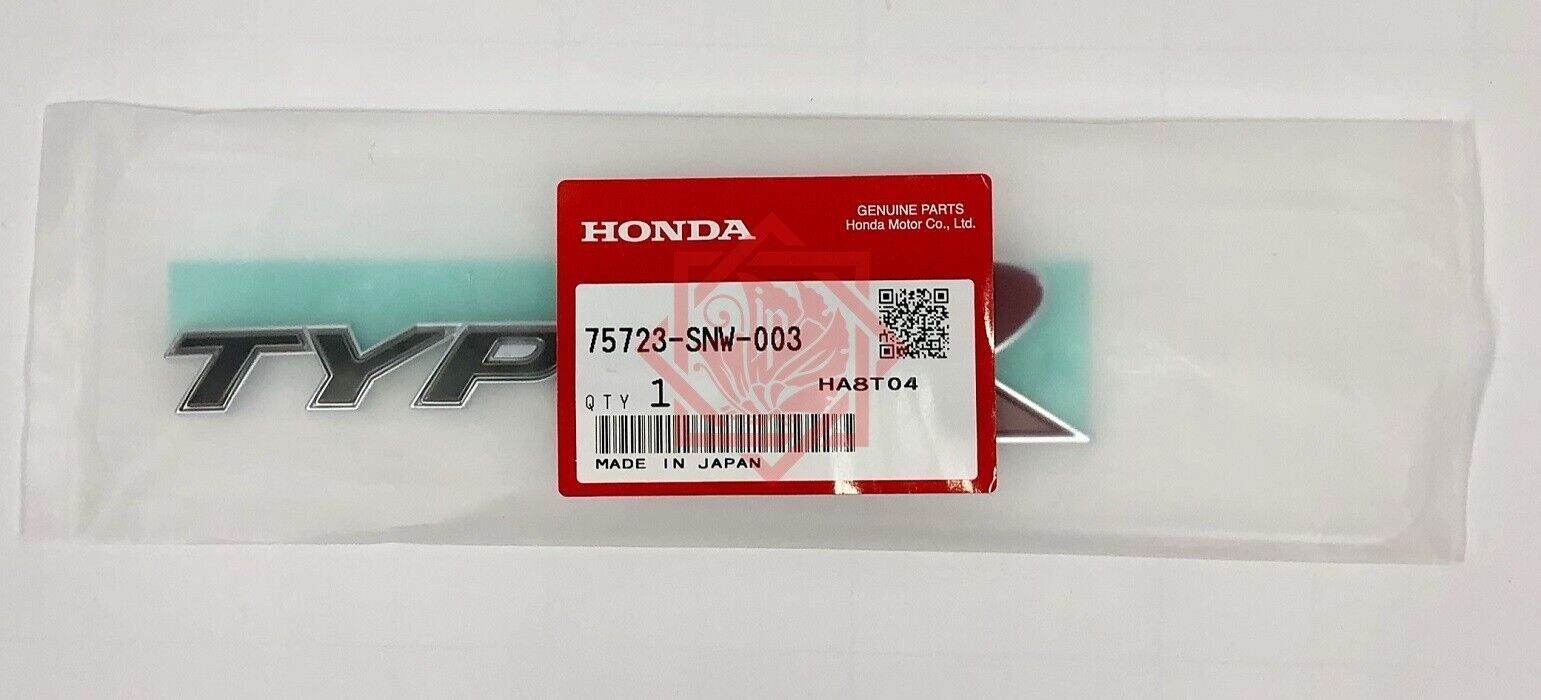 HONDA
GENUINE PARTS
Honda Motor Co., Ltd.
75723-SNW-003
HA8T04
QTY 1
MADE IN JAPAN
TYP R